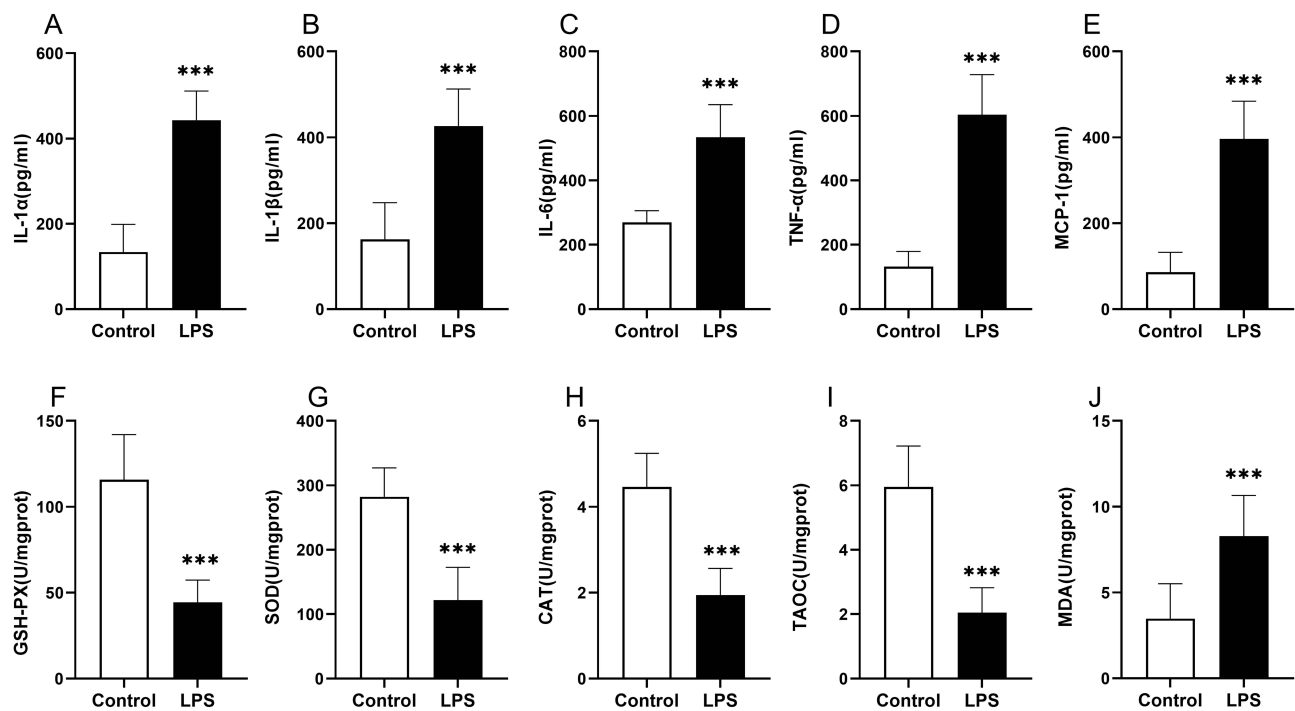 A
IL-1α(pg/ml)
600
400
200
0
***
Control LPS
B
IL-1β(pg/ml)
600
400
200
0
***
Control LPS
C
IL-6(pg/ml)
800
600
400
200
0
***
Control LPS
D
TNF-α(pg/ml)
800
600
400
200
0
***
Control LPS
E
MCP-1(pg/ml)
600
400
200
0
***
Control LPS
F
GSH-PX(U/mgprot)
150
100
50
0
***
Control LPS
G
SOD(U/mgprot)
400
300
200
100
0
***
Control LPS
H
CAT(U/mgprot)
6
4
2
0
***
Control LPS
I
TAOC(U/mgprot)
8
6
4
2
0
***
Control LPS
J
MDA(U/mgprot)
15
10
5
0
***
Control LPS